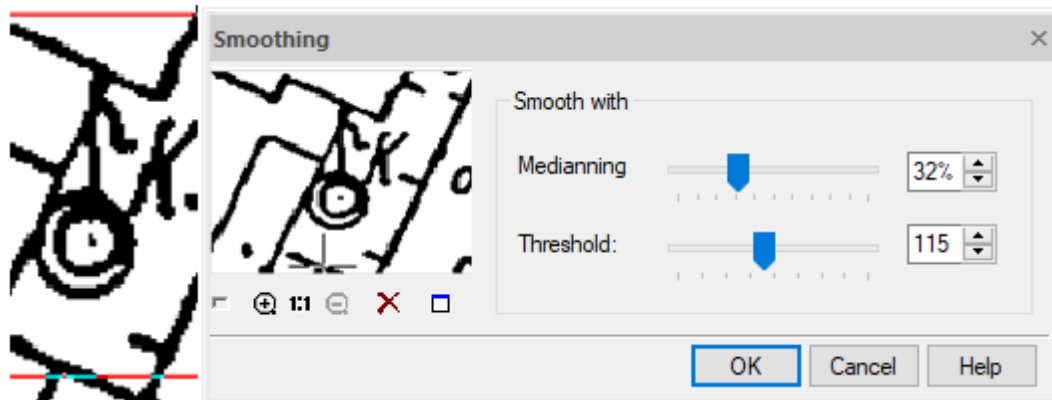 Smoothing
Smooth with
Medianning
32%
Threshold:
115
1:1
OK
Cancel
Help